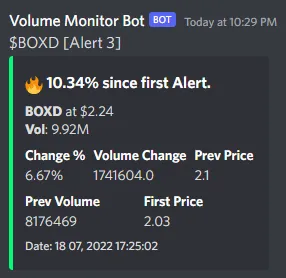 Volume Monitor Bot BOT Today at 10:29 PM
$BOXD [Alert 3]
🔥 10.34% since first Alert.
BOXD at $2.24
Vol: 9.92M
Change % Volume Change Prev Price
6.67% 1741604.0 2.1
Prev Volume First Price
8176469 2.03
Date: 18 07, 2022 17:25:02